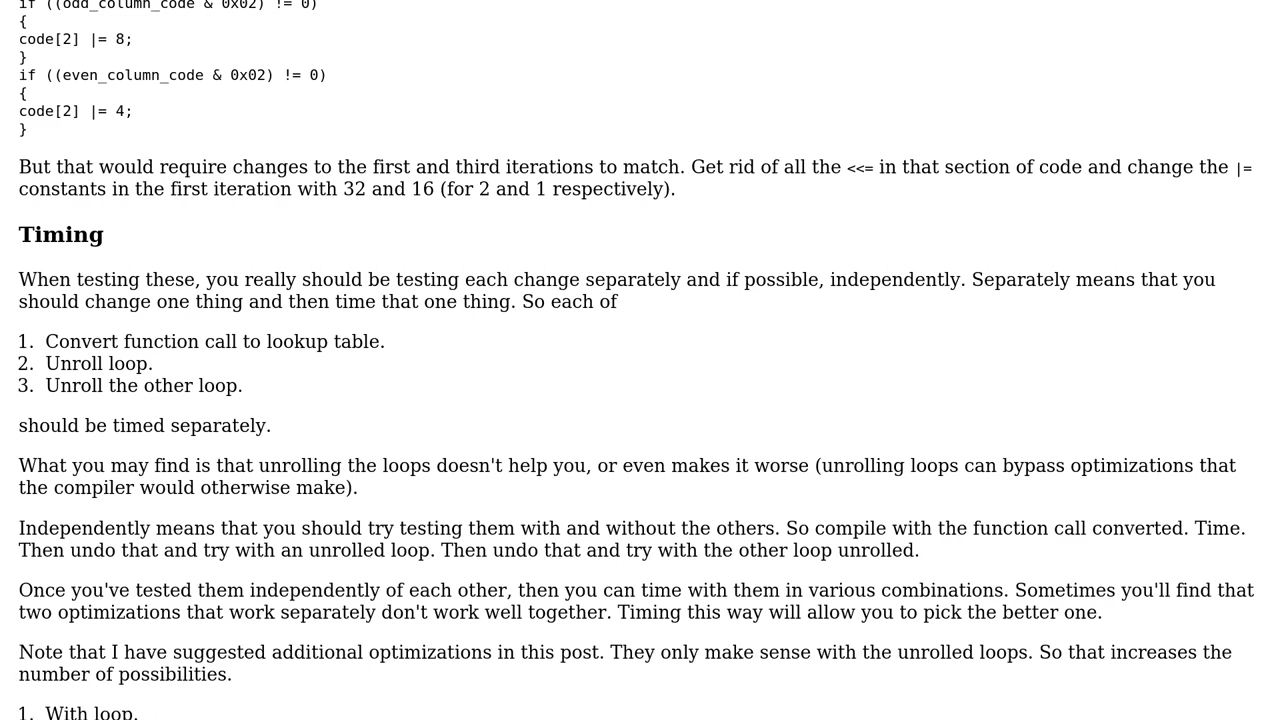 if ((odd_column_code & 0x02) != 0)
{
code[2] |= 8;
}
if ((even_column_code & 0x02) != 0)
{
code[2] |= 4;
}
But that would require changes to the first and third iterations to match. Get rid of all the <<= in that section of code and change the |=
constants in the first iteration with 32 and 16 (for 2 and 1 respectively).
Timing
When testing these, you really should be testing each change separately and if possible, independently. Separately means that you
should change one thing and then time that one thing. So each of
1. Convert function call to lookup table.
2. Unroll loop.
3. Unroll the other loop.
should be timed separately.
What you may find is that unrolling the loops doesn't help you, or even makes it worse (unrolling loops can bypass optimizations that
the compiler would otherwise make).
Independently means that you should try testing them with and without the others. So compile with the function call converted. Time.
Then undo that and try with an unrolled loop. Then undo that and try with the other loop unrolled.
Once you've tested them independently of each other, then you can time with them in various combinations. Sometimes you'll find that
two optimizations that work separately don't work well together. Timing this way will allow you to pick the better one.
Note that I have suggested additional optimizations in this post. They only make sense with the unrolled loops. So that increases the
number of possibilities.
1. With loop.